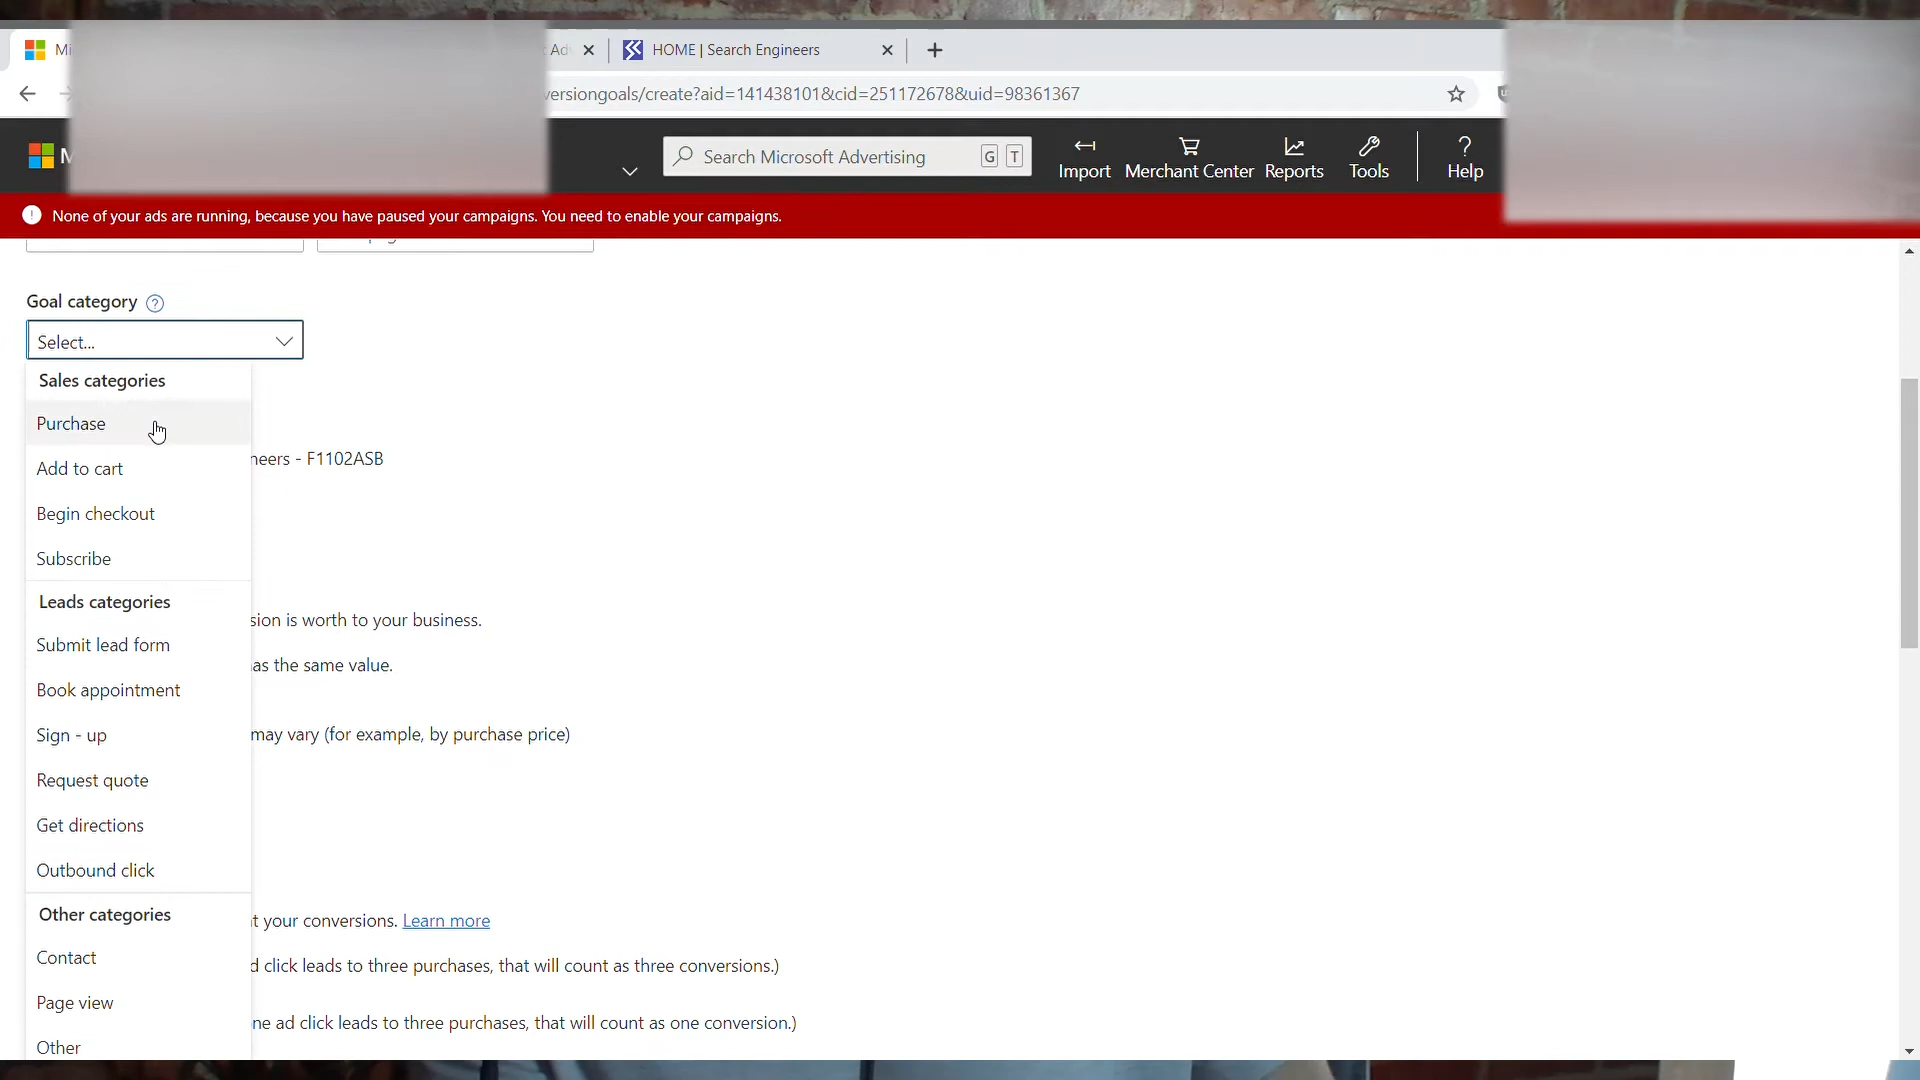 HOME | Search Engineers
versiongoals/create?aid=141438101&cid=251172678&uid=98361367
Search Microsoft Advertising G T
Import Merchant Center Reports Tools Help
None of your ads are running, because you have paused your campaigns. You need to enable your campaigns.
Goal category ?
Select...
Sales categories
Purchase
neers - F1102ASB
Add to cart
Begin checkout
Subscribe
Leads categories
sion is worth to your business.
Submit lead form
as the same value.
Book appointment
Sign - up
may vary (for example, by purchase price)
Request quote
Get directions
Outbound click
Other categories
t your conversions. Learn more
Contact
d click leads to three purchases, that will count as three conversions.)
Page view
ne ad click leads to three purchases, that will count as one conversion.)
Other